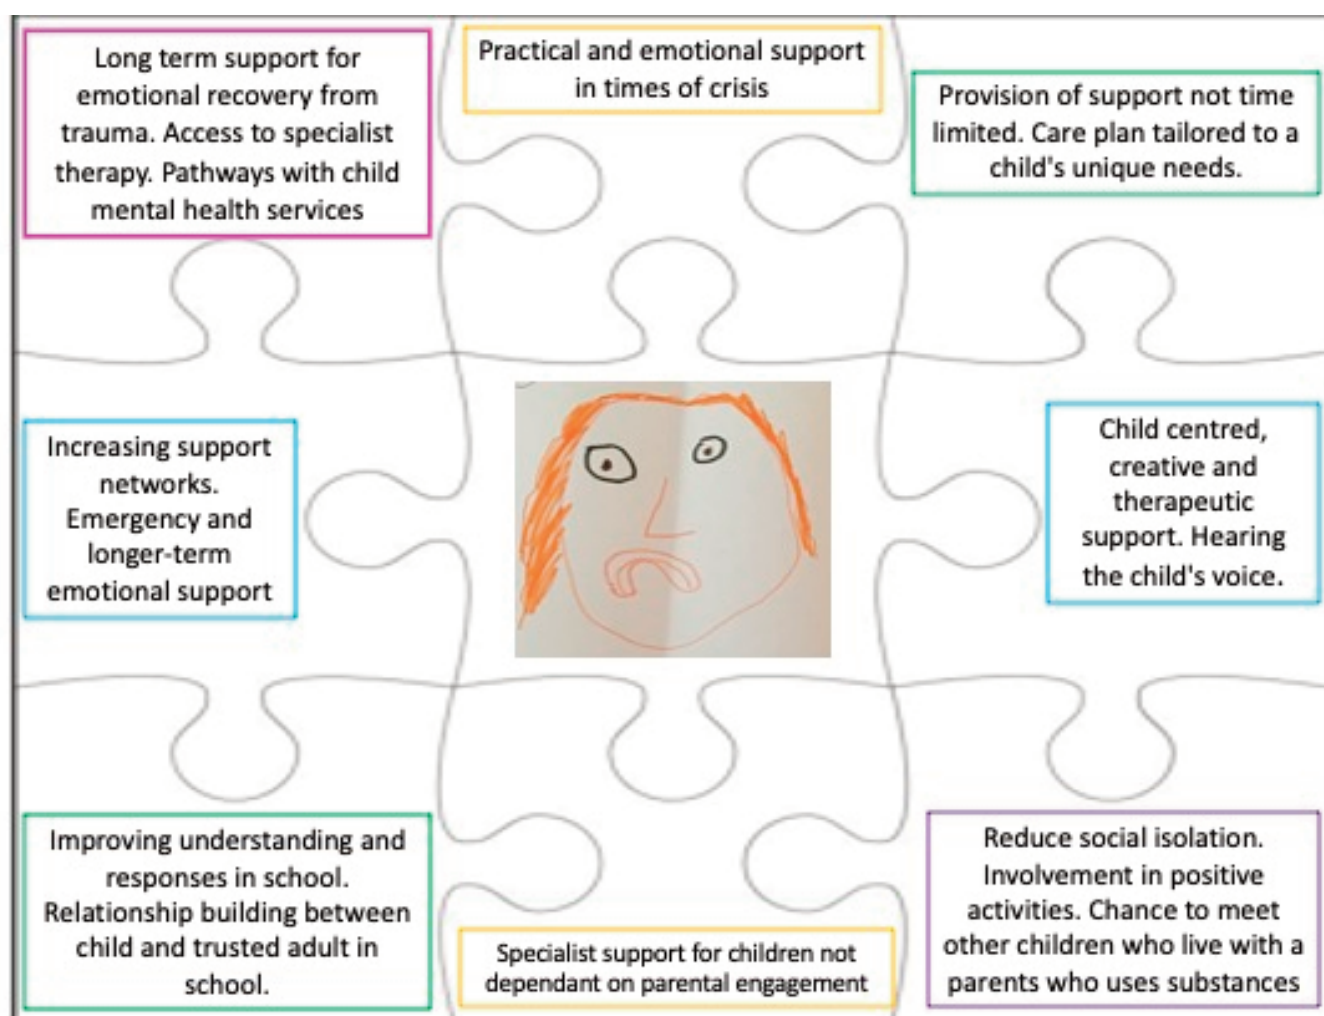 Long term support for
emotional recovery from
trauma. Access to specialist
therapy. Pathways with child
mental health services
Practical and emotional support
in times of crisis
Provision of support not time
limited. Care plan tailored to a
child's unique needs.
Increasing support
networks.
Emergency and
longer-term
emotional support
Child centred,
creative and
therapeutic
support. Hearing
the child's voice.
Improving understanding and
responses in school.
Relationship building between
child and trusted adult in
school.
Specialist support for children not
dependant on parental engagement
Reduce social isolation.
Involvement in positive
activities. Chance to meet
other children who live with a
parents who uses substances